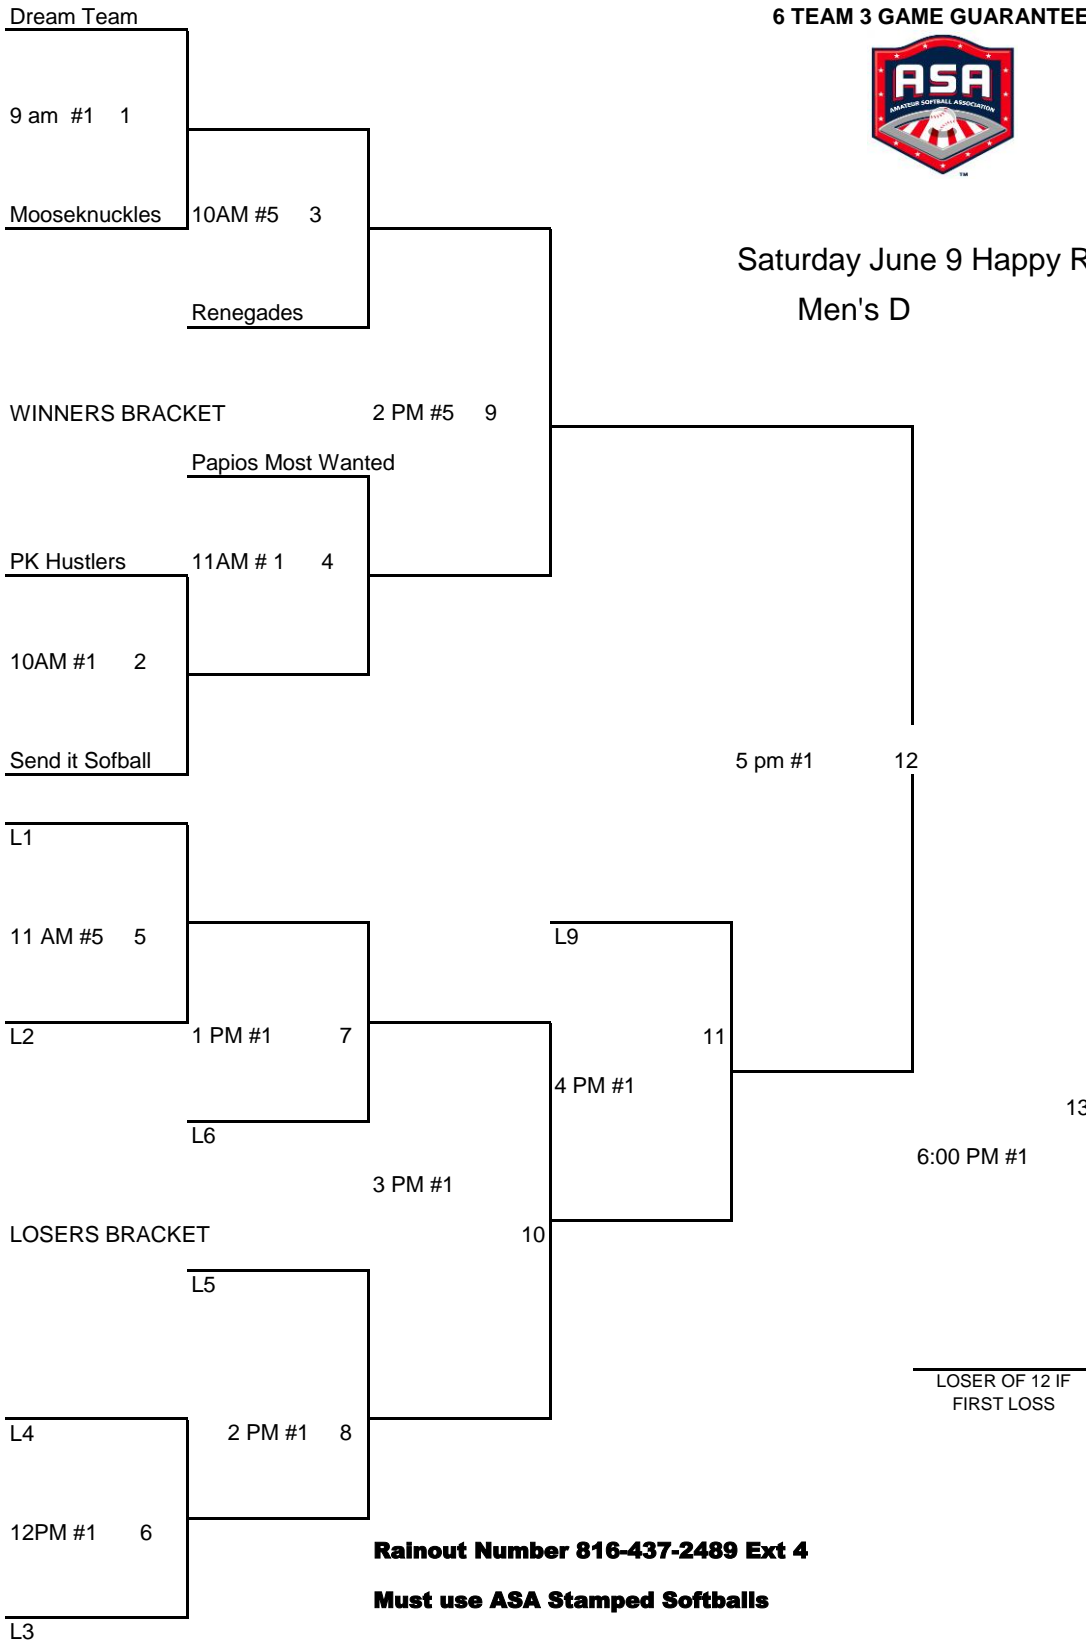 Dream Team
6 TEAM 3 GAME GUARANTEE
ASA
AMATEUR SOFTBALL ASSOCIATION
TM
9 am #1 1
Mooseknuckles
10AM #5 3
Saturday June 9 Happy R
Men's D
Renegades
WINNERS BRACKET
2 PM #5 9
Papios Most Wanted
PK Hustlers
11AM # 1 4
10AM #1 2
Send it Sofball
5 pm #1 12
L1
11 AM #5 5
L9
L2
1 PM #1 7
11
4 PM #1
13
L6
6:00 PM #1
3 PM #1
LOSERS BRACKET
10
L5
LOSER OF 12 IF
FIRST LOSS
L4
2 PM #1 8
12PM #1 6
Rainout Number 816-437-2489 Ext 4
Must use ASA Stamped Softballs
L3